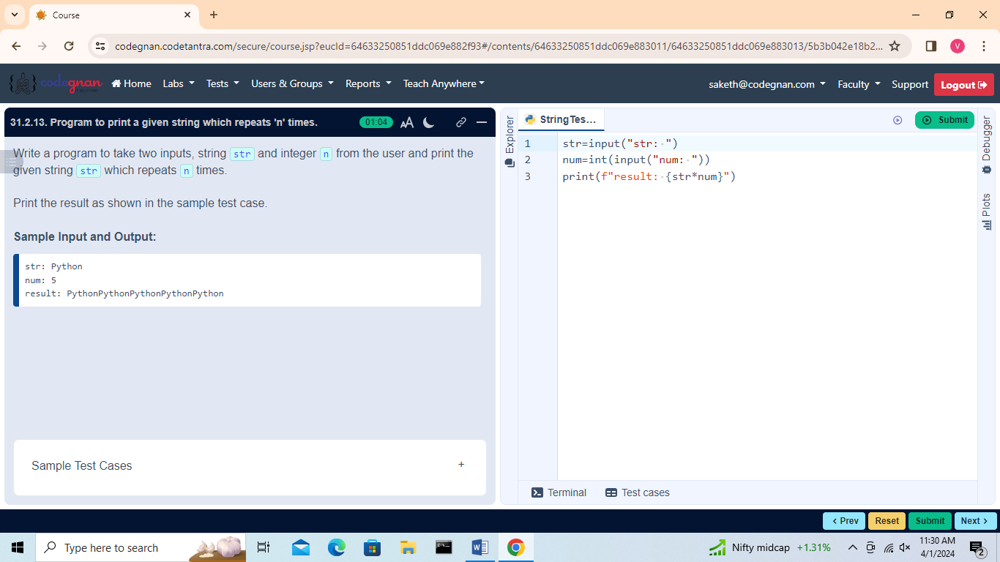 Course
codegnan.codetantra.com/secure/course.jsp?eucId=64633250851ddc069e882f93#/contents/64633250851ddc069e883011/64633250851ddc069e883013/5b3b042e18b2...
V
codegnan
Home Labs Tests Users & Groups Reports Teach Anywhere
saketh@codegnan.com Faculty Support Logout
31.2.13. Program to print a given string which repeats 'n' times.
01:04
AA
Write a program to take two inputs, string str and integer n from the user and print the
given string str which repeats n times.
Print the result as shown in the sample test case.
Sample Input and Output:
str: Python
num: 5
result: PythonPythonPythonPythonPython
Sample Test Cases
+
Explorer
StringTes...
Submit
1 str=input("str: ")
2 num=int(input("num: "))
3 print(f"result: {str*num}")
Debugger
Plots
Terminal
Test cases
< Prev
Reset
Submit
Next >
Type here to search
Nifty midcap +1.31%
11:30 AM
4/1/2024
2